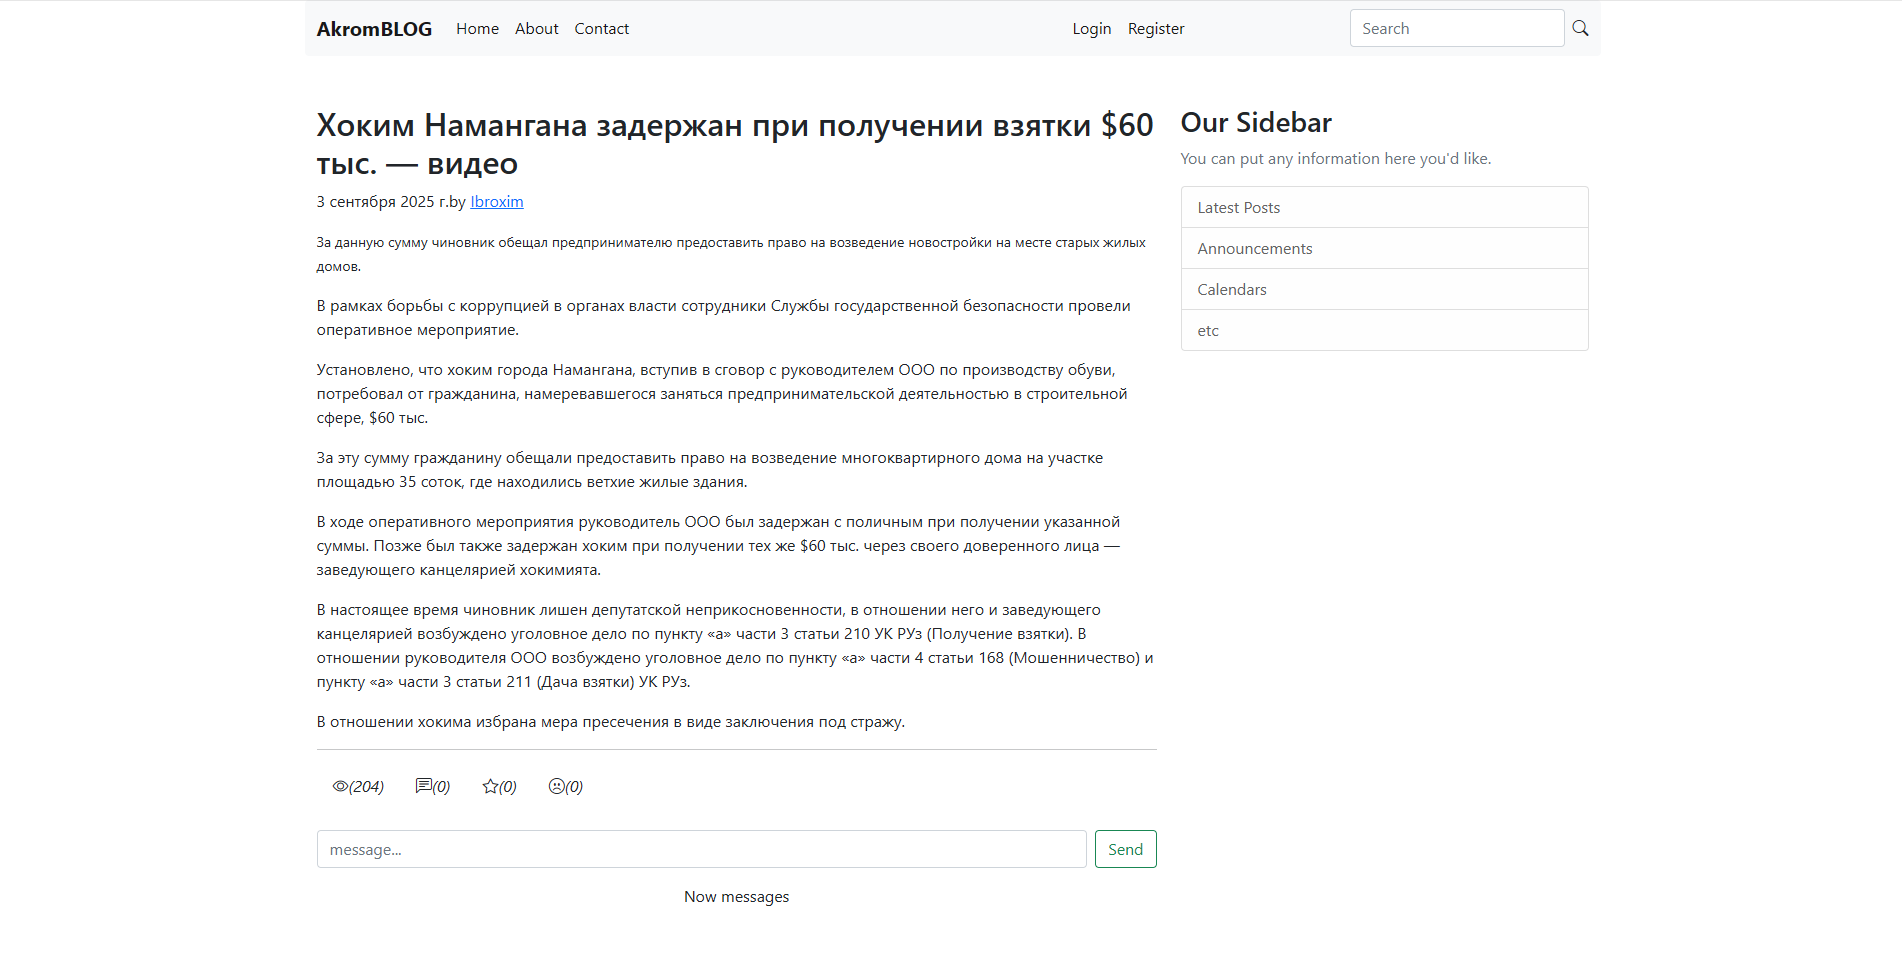 AkromBLOG Home About Contact Login Register Search
Хоким Намангана задержан при получении взятки $60
тыс. — видео
3 сентября 2025 г.by Ibroxim
За данную сумму чиновник обещал предпринимателю предоставить право на возведение новостройки на месте старых жилых
домов.
В рамках борьбы с коррупцией в органах власти сотрудники Службы государственной безопасности провели
оперативное мероприятие.
Установлено, что хоким города Намангана, вступив в сговор с руководителем ООО по производству обуви,
потребовал от гражданина, намеревавшегося заняться предпринимательской деятельностью в строительной
сфере, $60 тыс.
За эту сумму гражданину обещали предоставить право на возведение многоквартирного дома на участке
площадью 35 соток, где находились ветхие жилые здания.
В ходе оперативного мероприятия руководитель ООО был задержан с поличным при получении указанной
суммы. Позже был также задержан хоким при получении тех же $60 тыс. через своего доверенного лица —
заведующего канцелярией хокимията.
В настоящее время чиновник лишен депутатской неприкосновенности, в отношении него и заведующего
канцелярией возбуждено уголовное дело по пункту «а» части 3 статьи 210 УК РУз (Получение взятки). В
отношении руководителя ООО возбуждено уголовное дело по пункту «а» части 4 статьи 168 (Мошенничество) и
пункту «а» части 3 статьи 211 (Дача взятки) УК РУз.
В отношении хокима избрана мера пресечения в виде заключения под стражу.
(204) (0) (0) (0)
message... Send
Now messages
Our Sidebar
You can put any information here you'd like.
Latest Posts
Announcements
Calendars
etc